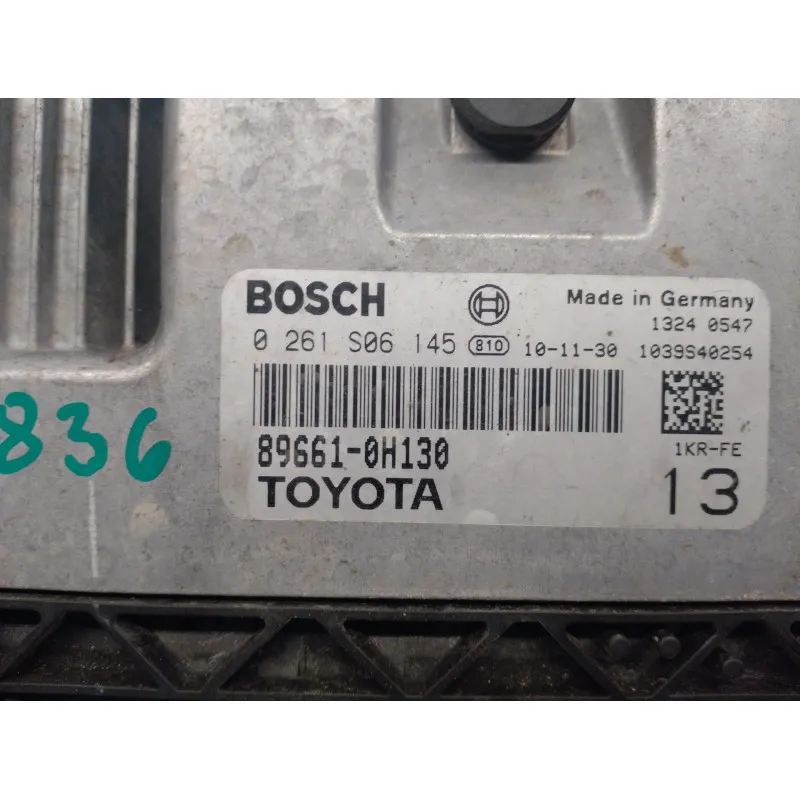 BOSCH
Made in Germany
1324 0547
0 261 S06 145 810 10-11-30 1039S40254
836
89661-0H130
1KR-FE
TOYOTA
13